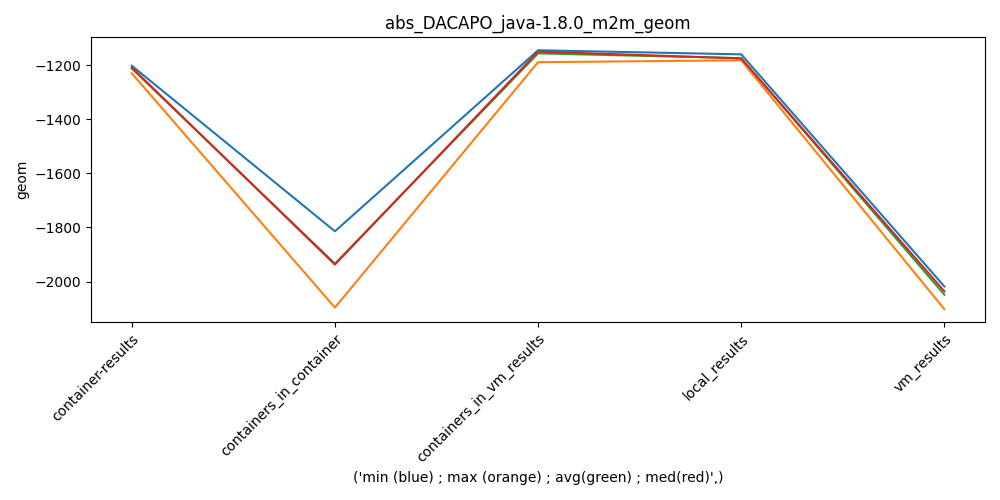 abs_DACAPO_java-1.8.0_m2m_geom
geom
−1200
−1400
−1600
−1800
−2000
container-results
containers_in_container
containers_in_vm_results
local_results
vm_results
('min (blue) ; max (orange) ; avg(green) ; med(red)',)